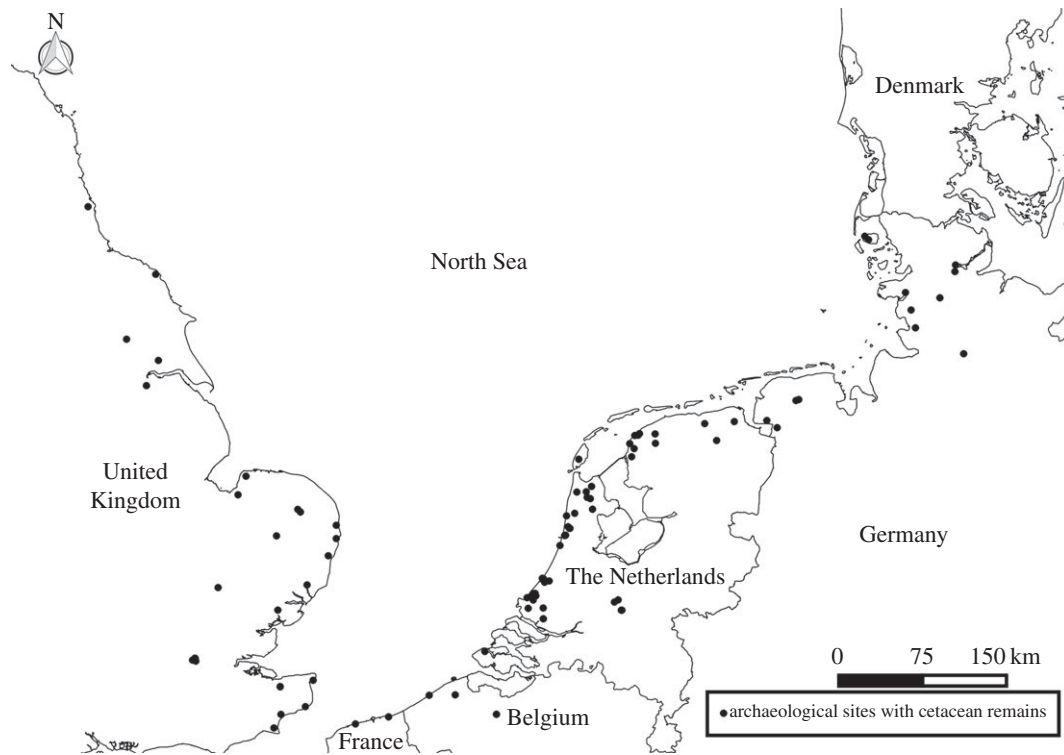 N
Denmark
North Sea
United
Kingdom
Germany
The Netherlands
0 75 150 km
archaeological sites with cetacean remains
Belgium
France